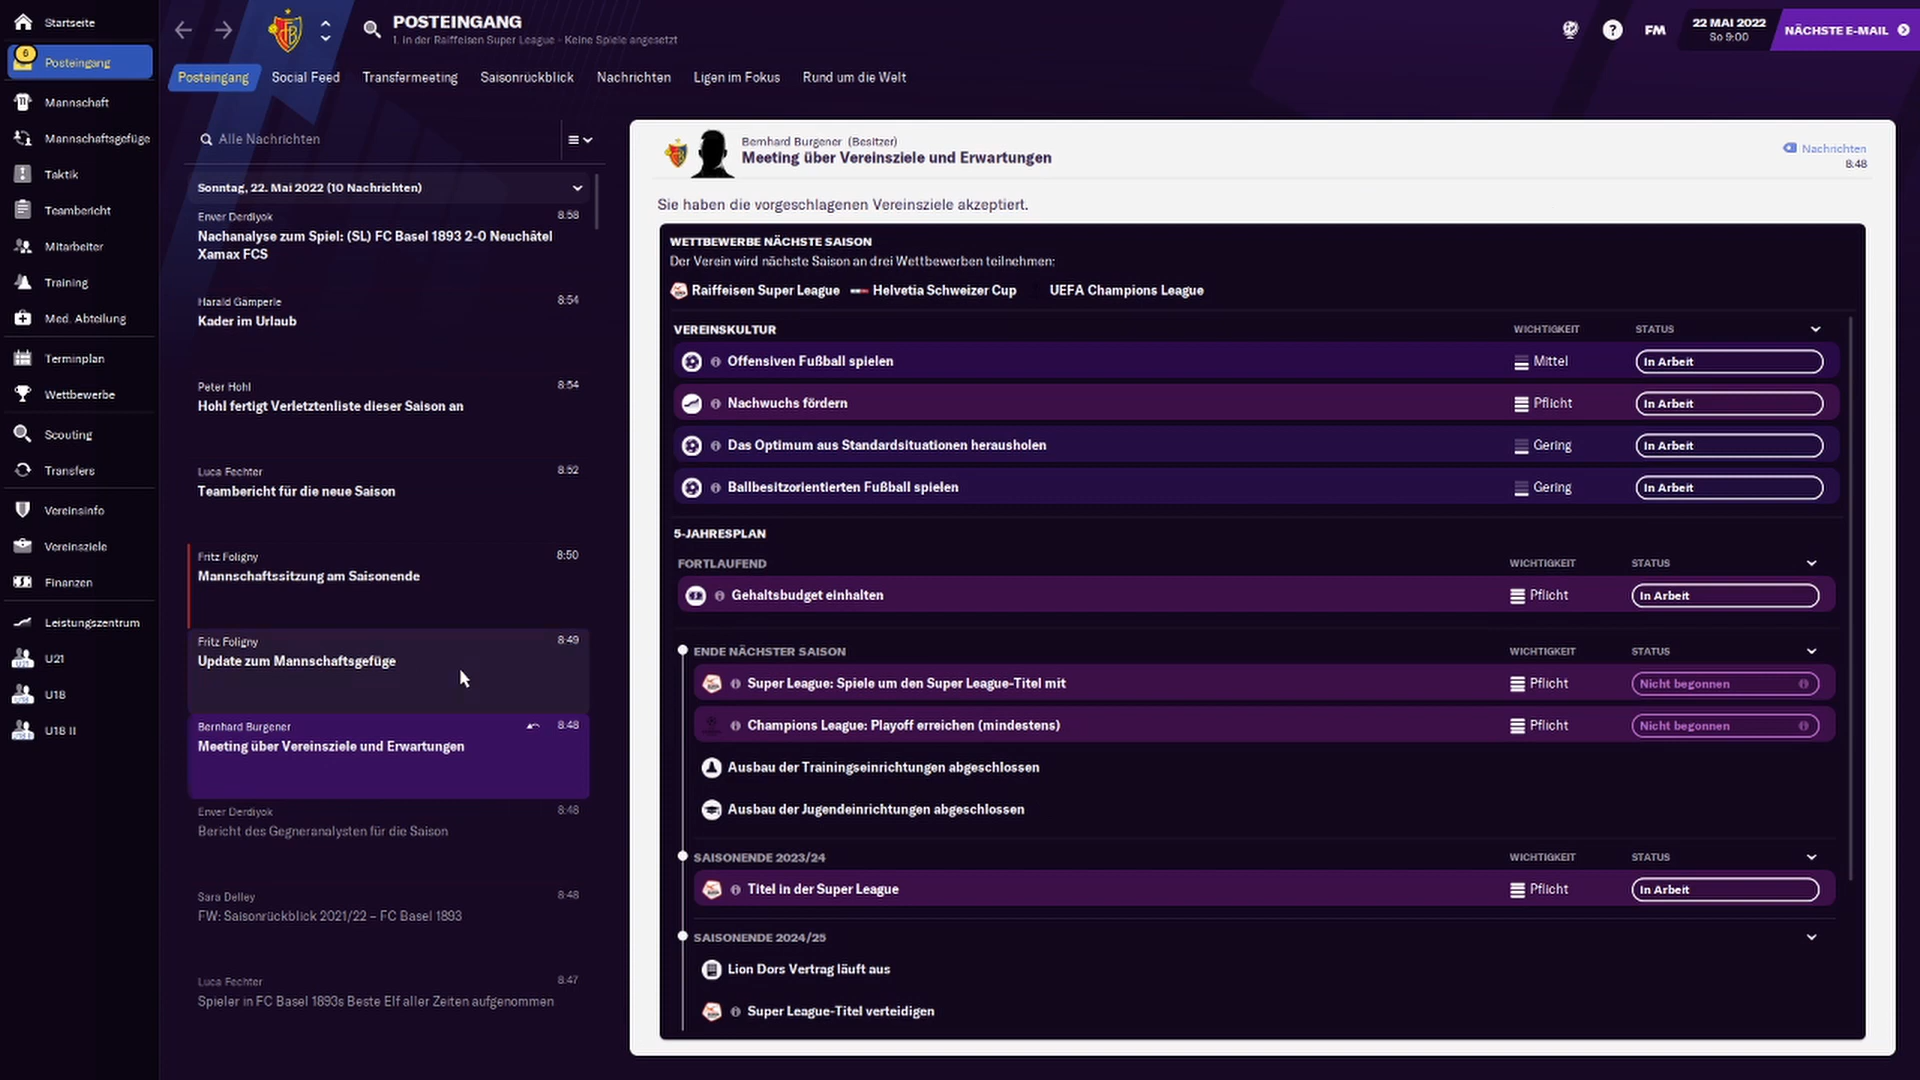 Startseite
6
Posteingang
Mannschaft
Mannschaftsgefüge
Taktik
Teambericht
Mitarbeiter
Training
Med. Abteilung
Terminplan
Wettbewerbe
Scouting
Transfers
Vereinsinfo
Vereinsziele
Finanzen
Leistungszentrum
U21
U18
U18 II
POSTEINGANG
1. in der Raiffeisen Super League - Keine Spiele angesetzt
FM
22 MAI 2022
So 9:00
NÄCHSTE E-MAIL
Posteingang Social Feed Transfermeeting Saisonrückblick Nachrichten Ligen im Fokus Rund um die Welt
Alle Nachrichten
Sonntag, 22. Mai 2022 (10 Nachrichten)
Enver Derdiyok 8:58
Nachanalyse zum Spiel: (SL) FC Basel 1893 2-0 Neuchâtel
Xamax FCS
Harald Gämperle 8:54
Kader im Urlaub
Peter Hohl 8:54
Hohl fertigt Verletztenliste dieser Saison an
Luca Fechter 8:52
Teambericht für die neue Saison
Fritz Foligny 8:50
Mannschaftssitzung am Saisonende
Fritz Foligny 8:49
Update zum Mannschaftsgefüge
Bernhard Burgener 8:48
Meeting über Vereinsziele und Erwartungen
Enver Derdiyok 8:48
Bericht des Gegneranalysten für die Saison
Sara Delley 8:48
FW: Saisonrückblick 2021/22 – FC Basel 1893
Luca Fechter 8:47
Spieler in FC Basel 1893s Beste Elf aller Zeiten aufgenommen
Bernhard Burgener (Besitzer)
Meeting über Vereinsziele und Erwartungen
Nachrichten
8:48
Sie haben die vorgeschlagenen Vereinsziele akzeptiert.
WETTBEWERBE NÄCHSTE SAISON
Der Verein wird nächste Saison an drei Wettbewerben teilnehmen:
Raiffeisen Super League Helvetia Schweizer Cup UEFA Champions League
VEREINSKULTUR WICHTIGKEIT STATUS
Offensiven Fußball spielen Mittel In Arbeit
Nachwuchs fördern Pflicht In Arbeit
Das Optimum aus Standardsituationen herausholen Gering In Arbeit
Ballbesitzorientierten Fußball spielen Gering In Arbeit
5-JAHRESPLAN
FORTLAUFEND WICHTIGKEIT STATUS
Gehaltsbudget einhalten Pflicht In Arbeit
ENDE NÄCHSTER SAISON WICHTIGKEIT STATUS
Super League: Spiele um den Super League-Titel mit Pflicht Nicht begonnen
Champions League: Playoff erreichen (mindestens) Pflicht Nicht begonnen
Ausbau der Trainingseinrichtungen abgeschlossen
Ausbau der Jugendeinrichtungen abgeschlossen
SAISONENDE 2023/24 WICHTIGKEIT STATUS
Titel in der Super League Pflicht In Arbeit
SAISONENDE 2024/25
Lion Dors Vertrag läuft aus
Super League-Titel verteidigen